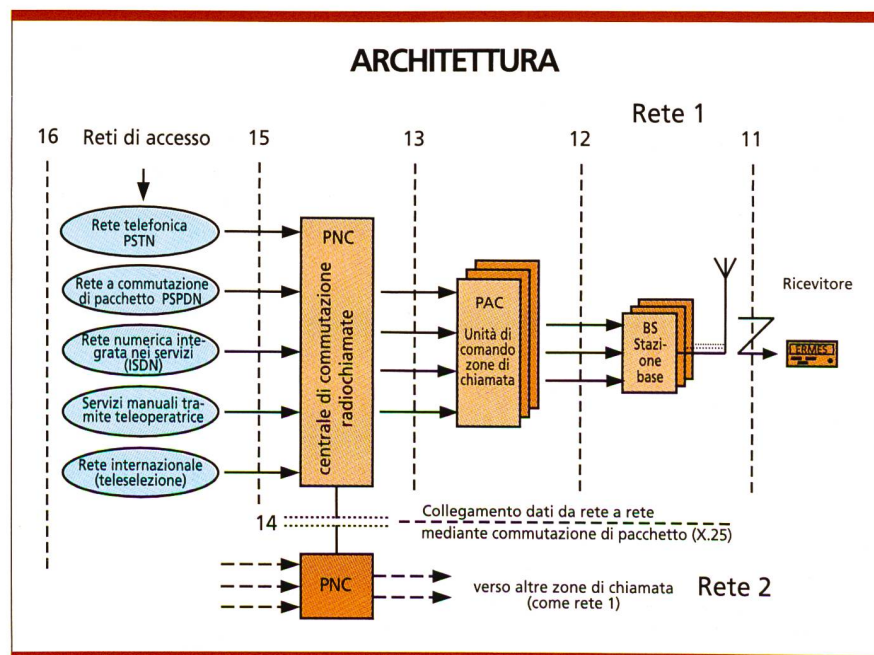 ARCHITETTURA
Rete 1
16
Reti di accesso
15
13
12
11
Rete telefonica
PSTN
Rete a commutazione
di pacchetto PSPDN
Rete numerica inte-
grata nei servizi
(ISDN)
Servizi manuali tra-
mite teleoperatrice
Rete internazionale
(teleselezione)
PNC
centrale di commutazione
radiochiamate
PAC
Unità di
comando
zone di
chiamata
BS
Stazi-
one
base
Ricevitore
ERMES
14
Collegamento dati da rete a rete
mediante commutazione di pacchetto (X.25)
PNC
verso altre zone di chiamata
(come rete 1)
Rete 2